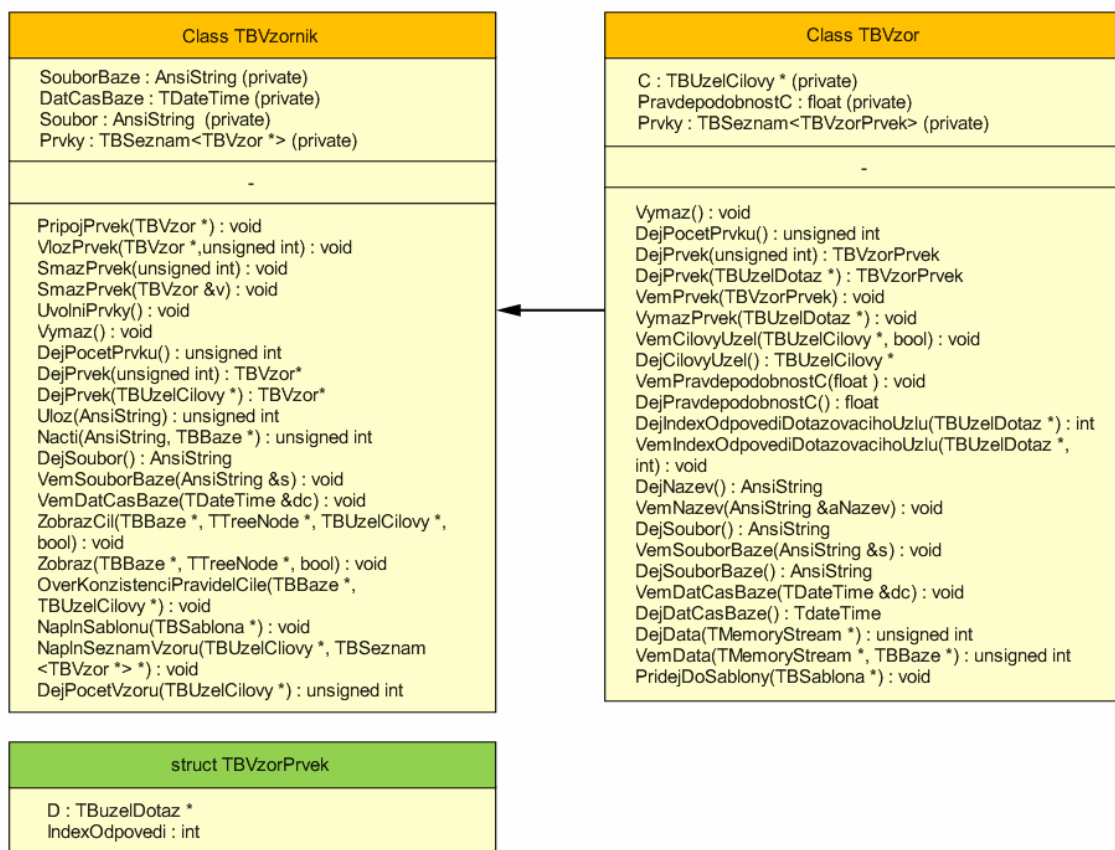 Class TBVzornik
SouborBaze : AnsiString (private)
DatCasBaze : TDateTime (private)
Soubor : AnsiString (private)
Prvky : TBSeznam<TBVzor *> (private)
-
PripojPrvek(TBVzor *) : void
VlozPrvek(TBVzor *,unsigned int) : void
SmazPrvek(unsigned int) : void
SmazPrvek(TBVzor &v) : void
UvolniPrvky() : void
Vymaz() : void
DejPocetPrvku() : unsigned int
DejPrvek(unsigned int) : TBVzor*
DejPrvek(TBUzelCilovy *) : TBVzor*
Uloz(AnsiString) : unsigned int
Nacti(AnsiString, TBBaze *) : unsigned int
DejSoubor() : AnsiString
VemSouborBaze(AnsiString &s) : void
VemDatCasBaze(TDateTime &dc) : void
ZobrazCil(TBBaze *, TTreeNode *, TBUzelCilovy *,
bool) : void
Zobraz(TBBaze *, TTreeNode *, bool) : void
OverKonzistenciPravidelCile(TBBaze *,
TBUzelCilovy *) : void
NaplnSablonu(TBSablona *) : void
NaplnSeznamVzoru(TBUzelCliovy *, TBSeznam
<TBVzor *> *) : void
DejPocetVzoru(TBUzelCilovy *) : unsigned int
Class TBVzor
C : TBUzelCilovy * (private)
PravdepodobnostC : float (private)
Prvky : TBSeznam<TBVzorPrvek> (private)
-
Vymaz() : void
DejPocetPrvku() : unsigned int
DejPrvek(unsigned int) : TBVzorPrvek
DejPrvek(TBUzelDotaz *) : TBVzorPrvek
VemPrvek(TBVzorPrvek) : void
VymazPrvek(TBUzelDotaz *) : void
VemCilovyUzel(TBUzelCilovy *, bool) : void
DejCilovyUzel() : TBUzelCilovy *
VemPravdepodobnostC(float ) : void
DejPravdepodobnostC() : float
DejIndexOdpovediDotazovacihoUzlu(TBUzelDotaz *) : int
VemIndexOdpovediDotazovacihoUzlu(TBUzelDotaz *,
int) : void
DejNazev() : AnsiString
VemNazev(AnsiString &aNazev) : void
DejSoubor() : AnsiString
VemSouborBaze(AnsiString &s) : void
DejSouborBaze() : AnsiString
VemDatCasBaze(TDateTime &dc) : void
DejDatCasBaze() : TdateTime
DejData(TMemoryStream *) : unsigned int
VemData(TMemoryStream *, TBBaze *) : unsigned int
PridejDoSablony(TBSablona *) : void
struct TBVzorPrvek
D : TBuzelDotaz *
IndexOdpovedi : int